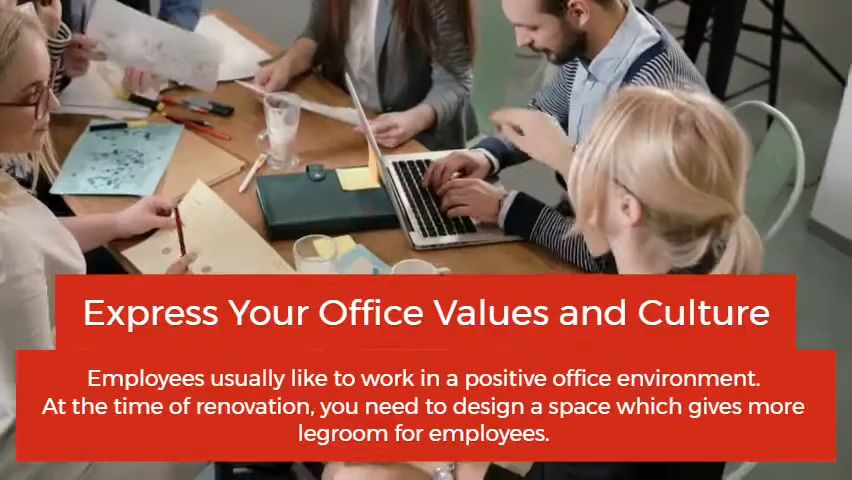 Express Your Office Values and Culture
Employees usually like to work in a positive office environment.
At the time of renovation, you need to design a space which gives more
legroom for employees.